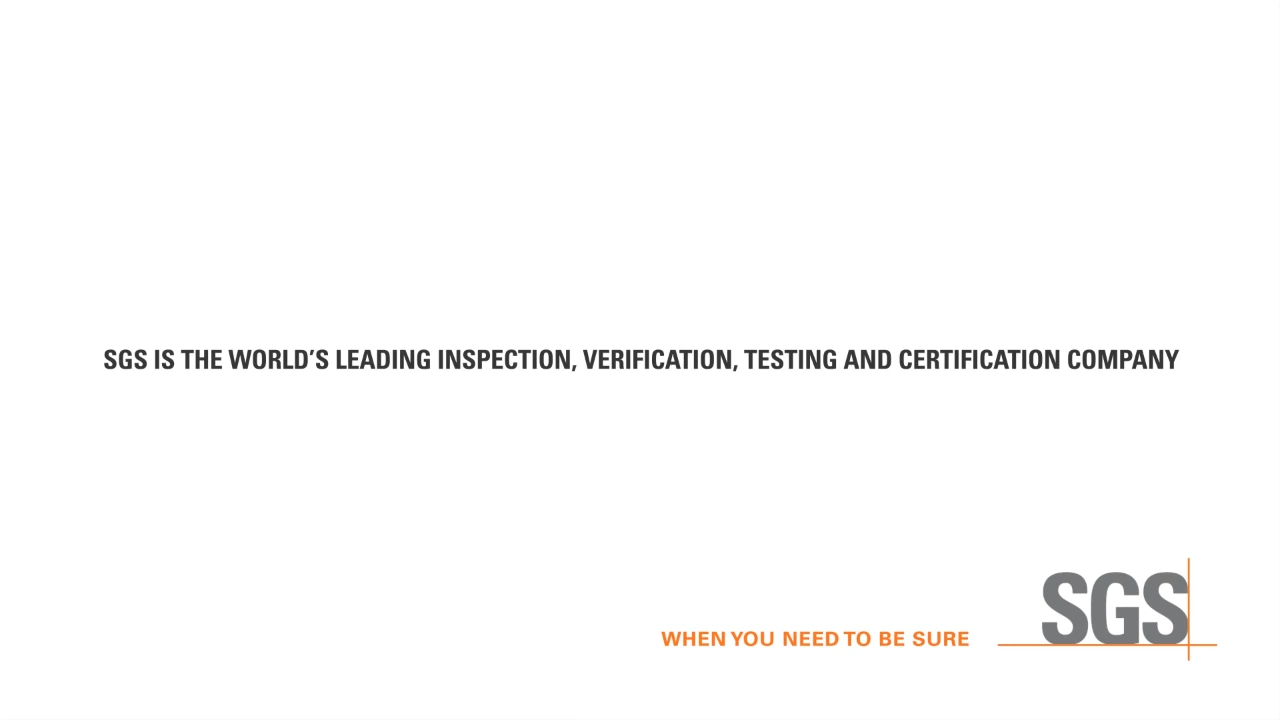 SGS IS THE WORLD’S LEADING INSPECTION, VERIFICATION, TESTING AND CERTIFICATION COMPANY
WHEN YOU NEED TO BE SURE
SGS